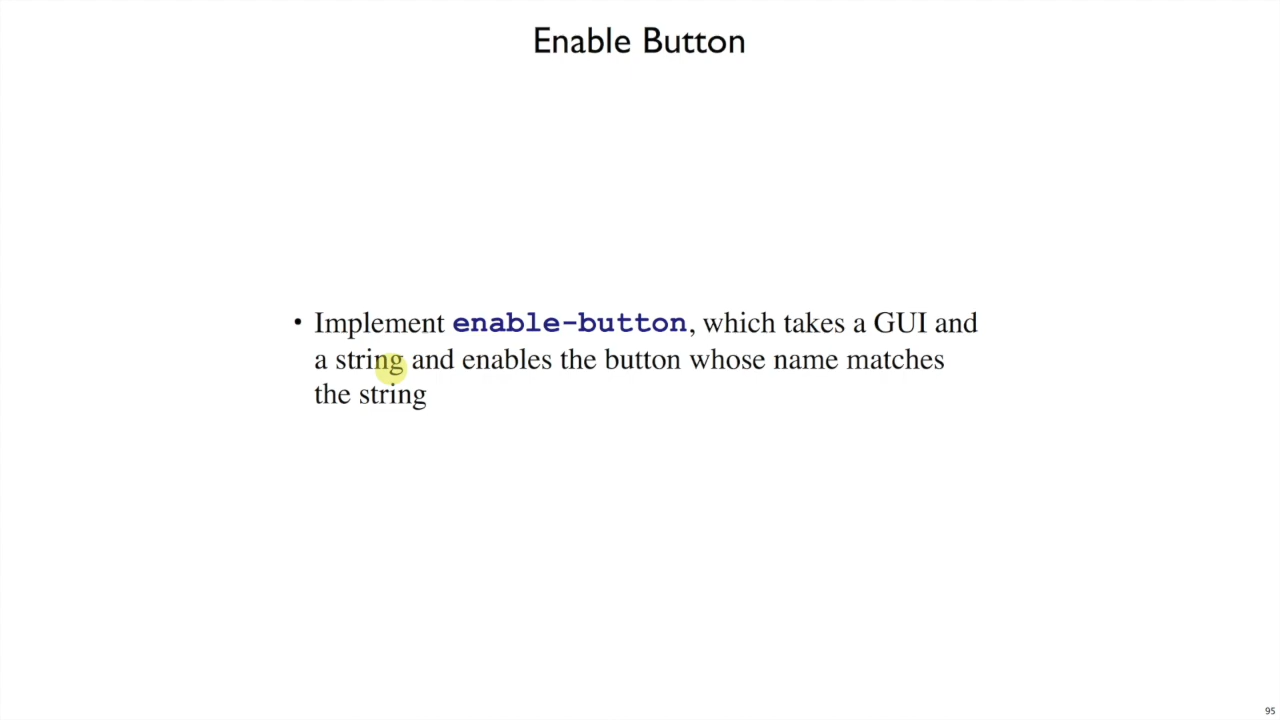 Enable Button
• Implement enable-button, which takes a GUI and
a string and enables the button whose name matches
the string
95